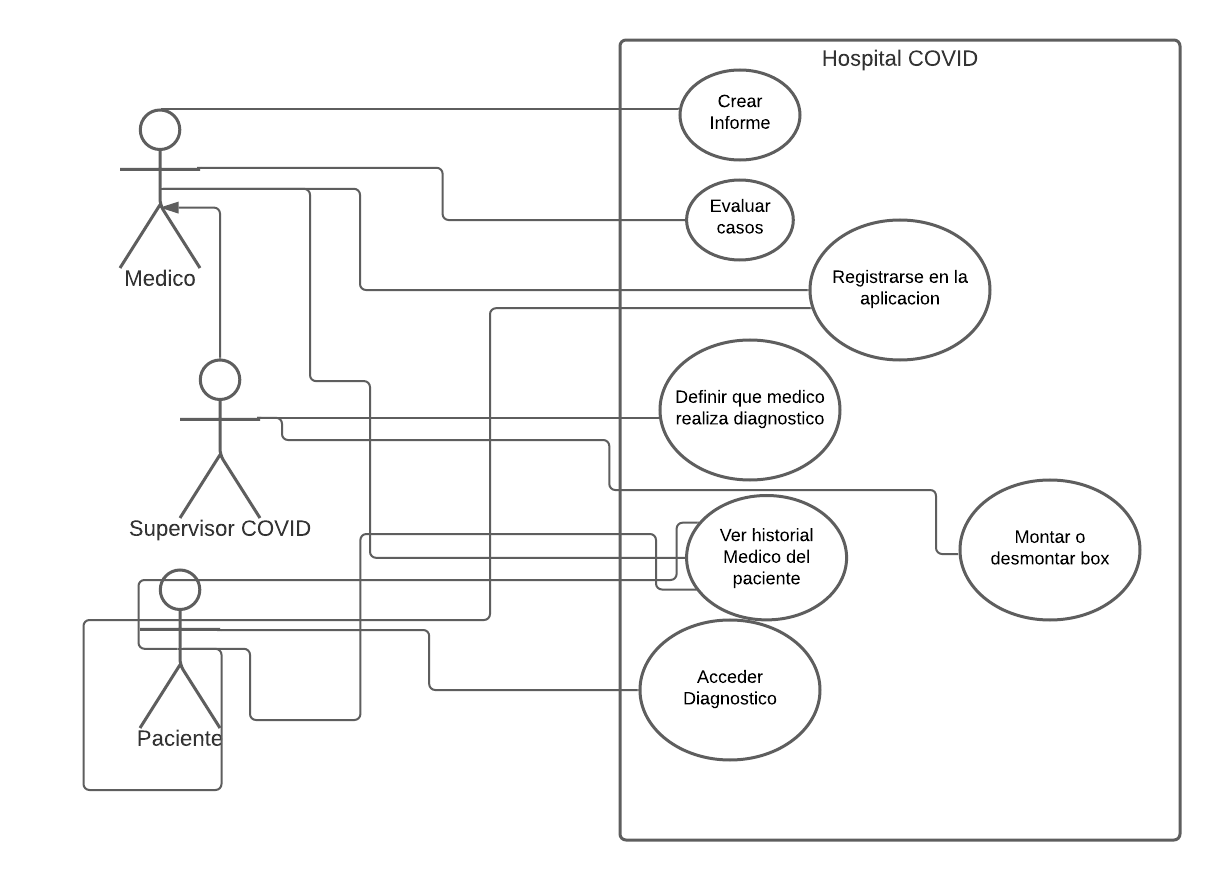 Hospital COVID
Crear
Informe
Evaluar
casos
Medico
Registrarse en la
aplicacion
Definir que medico
realiza diagnostico
Supervisor COVID
Ver historial
Medico del
paciente
Montar o
desmontar box
Acceder
Diagnostico
Paciente